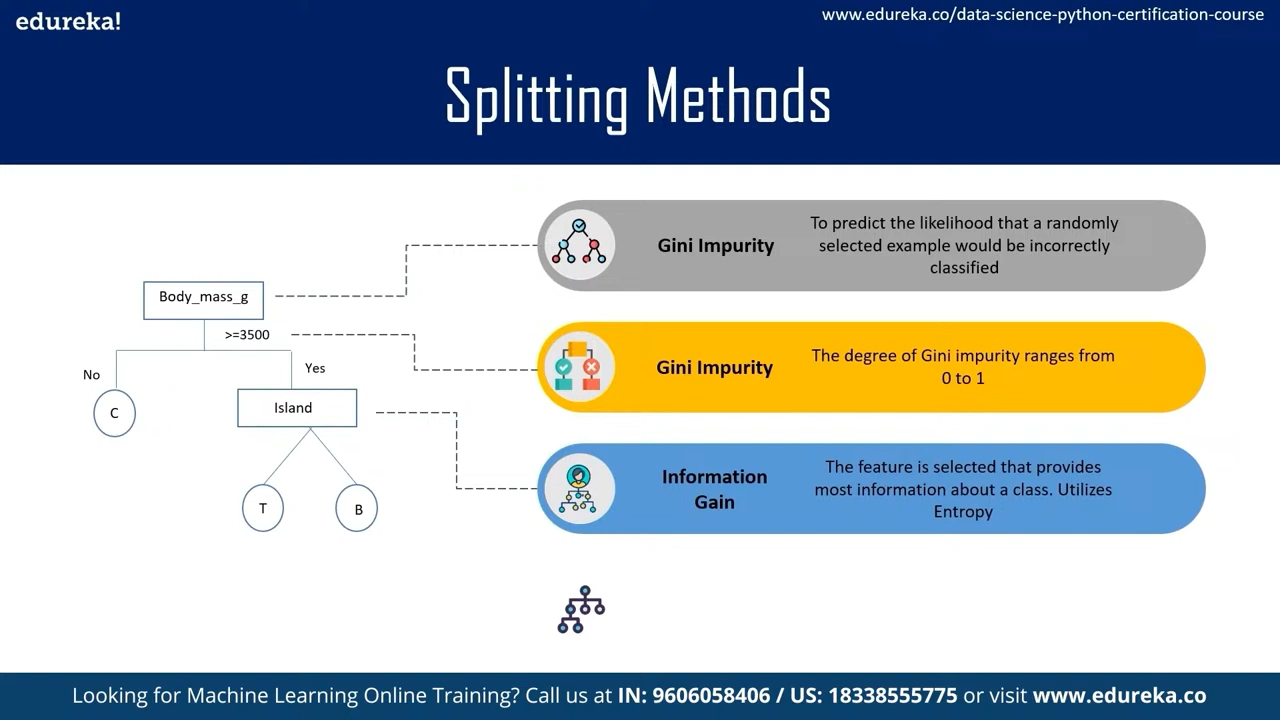 edureka!
www.edureka.co/data-science-python-certification-course
Splitting Methods
Body_mass_g
>=3500
No
Yes
C
Island
T
B
Gini Impurity
To predict the likelihood that a randomly
selected example would be incorrectly
classified
Gini Impurity
The degree of Gini impurity ranges from
0 to 1
Information
Gain
The feature is selected that provides
most information about a class. Utilizes
Entropy
Looking for Machine Learning Online Training? Call us at IN: 9606058406 / US: 18338555775 or visit www.edureka.co